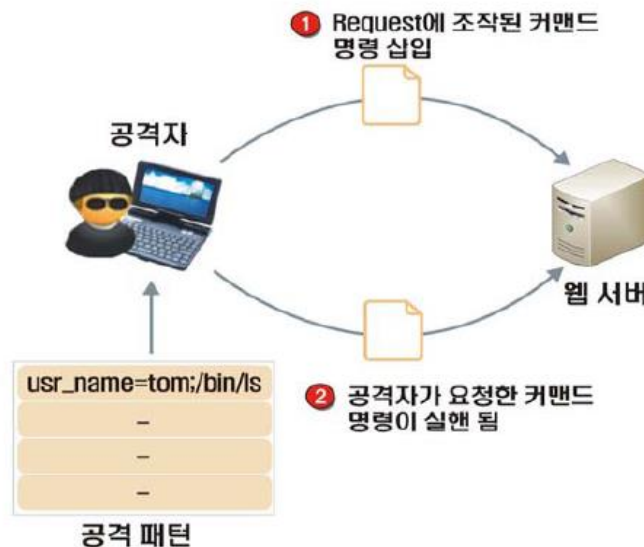 1 Request에 조작된 커맨드
명령 삽입
공격자
웹 서버
usr_name=tom;/bin/ls
–
–
–
공격 패턴
2 공격자가 요청한 커맨드
명령이 실핸 됨